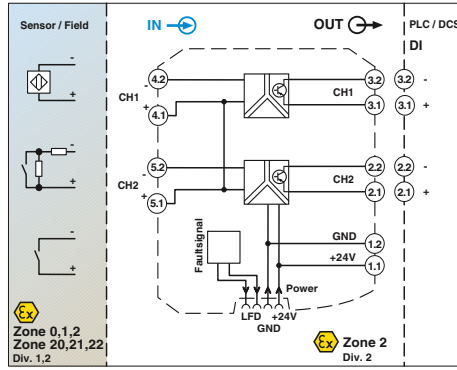 Sensor / Field
IN
OUT
PLC / DCS
DI
-
+
-
+
-
+
4.2
-
CH1
+
4.1
3.2
CH1
3.1
3.2
-
3.1
+
5.2
-
CH2
+
5.1
2.2
CH2
2.1
2.2
-
2.1
+
Faultsignal
GND
1.2
+24V
1.1
Power
LFD
+24V
GND
Ex
Zone 0,1,2
Zone 20,21,22
Div. 1,2
Ex
Zone 2
Div. 2